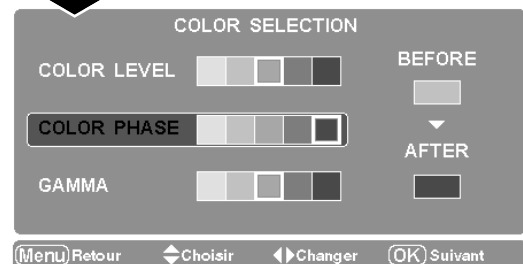 COLOR SELECTION
COLOR LEVEL
BEFORE
COLOR PHASE
AFTER
GAMMA
Menu Retour Choisir Changer OK Suivant